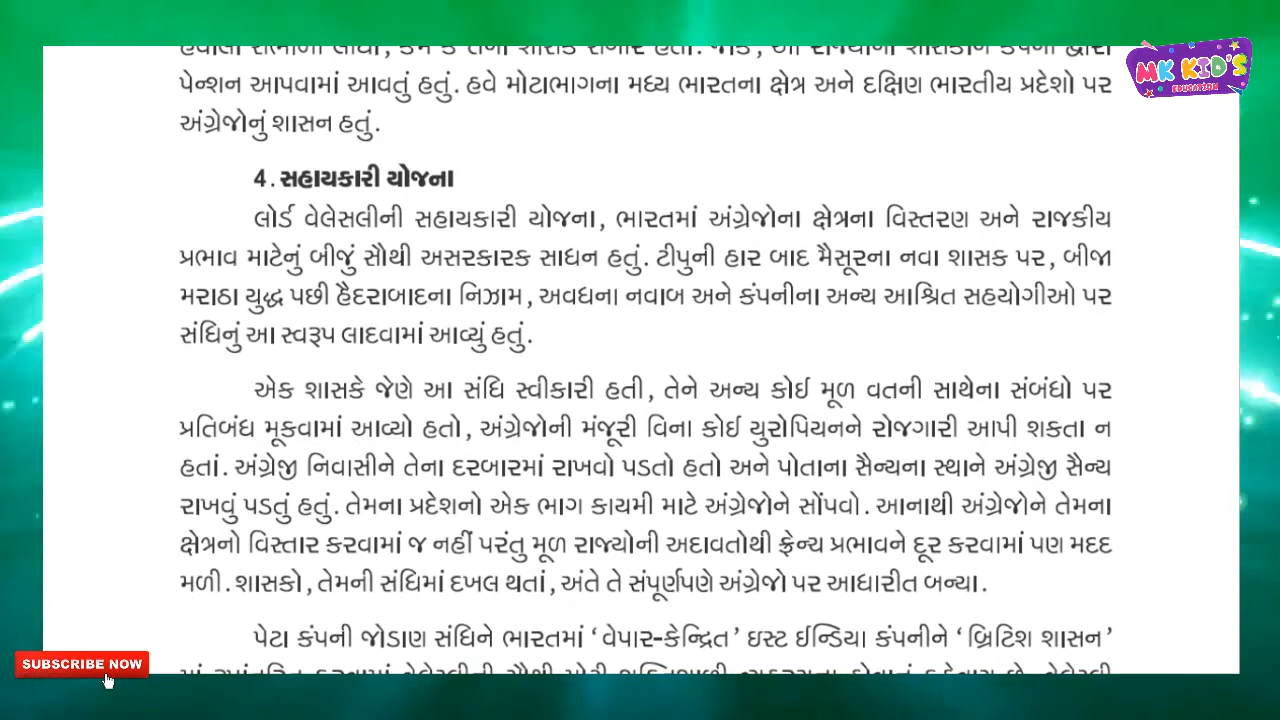 પેન્શન આપવામાં આવતું હતું. હવે મોટાભાગના મધ્ય ભારતના ક્ષેત્ર અને દક્ષિણ ભારતીય પ્રદેશો પર
અંગ્રેજોનું શાસન હતું.
4. સહાયકારી યોજના
લોર્ડ વેલેસલીની સહાયકારી યોજના, ભારતમાં અંગ્રેજોના ક્ષેત્રના વિસ્તરણ અને રાજકીય
પ્રભાવ માટેનું બીજું સૌથી અસરકારક સાધન હતું. ટીપુની હાર બાદ મૈસૂરના નવા શાસક પર, બીજા
મરાઠા યુદ્ધ પછી હૈદરાબાદના નિઝામ, અવધના નવાબ અને કંપનીના અન્ય આશ્રિત સહયોગીઓ પર
સંધિનું આ સ્વરૂપ લાદવામાં આવ્યું હતું.
એક શાસકે જેણે આ સંધિ સ્વીકારી હતી, તેને અન્ય કોઈ મૂળ વતની સાથેના સંબંધો પર
પ્રતિબંધ મૂકવામાં આવ્યો હતો, અંગ્રેજોની મંજૂરી વિના કોઈ યુરોપિયનને રોજગારી આપી શકતા ન
હતાં. અંગ્રેજી નિવાસીને તેના દરબારમાં રાખવો પડતો હતો અને પોતાના સૈન્યના સ્થાને અંગ્રેજી સૈન્ય
રાખવું પડતું હતું. તેમના પ્રદેશનો એક ભાગ કાયમી માટે અંગ્રેજોને સોંપવો. આનાથી અંગ્રેજોને તેમના
ક્ષેત્રનો વિસ્તાર કરવામાં જ નહીં પરંતુ મૂળ રાજ્યોની અદાવતોથી ફ્રેન્ચ પ્રભાવને દૂર કરવામાં પણ મદદ
મળી. શાસકો, તેમની સંધિમાં દખલ થતાં, અંતે તે સંપૂર્ણપણે અંગ્રેજો પર આધારીત બન્યા.
પેટા કંપની જોડાણ સંધિને ભારતમાં ‘વેપાર-કેન્દ્રિત’ ઇસ્ટ ઈન્ડિયા કંપનીને ‘બ્રિટિશ શાસન’
MK KID'S
EDUCATION
SUBSCRIBE NOW